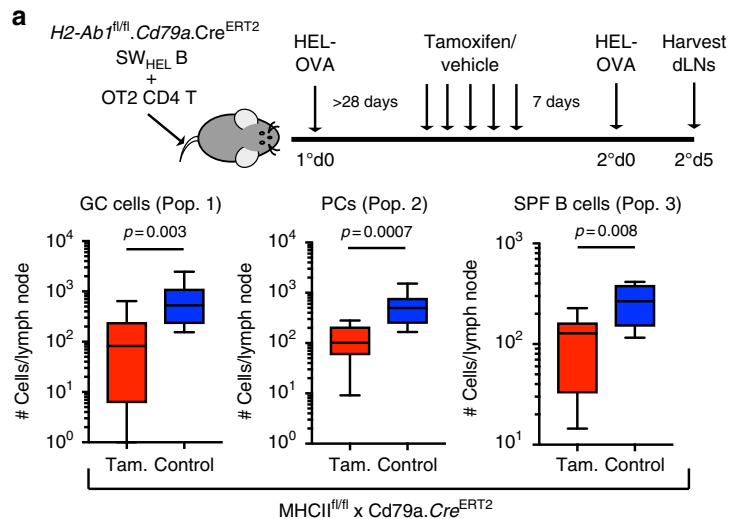 a
H2-Ab1fl/fl.Cd79a.CreERT2
SWHEL B
+
OT2 CD4 T
HEL-
OVA
>28 days
Tamoxifen/
vehicle
7 days
HEL-
OVA
Harvest
dLNs
1°d0
2°d0
2°d5
GC cells (Pop. 1)
p=0.003
# Cells/lymph node
10^4
10^3
10^2
10^1
10^0
Tam. Control
PCs (Pop. 2)
p=0.0007
# Cells/lymph node
10^4
10^3
10^2
10^1
10^0
Tam. Control
SPF B cells (Pop. 3)
p=0.008
# Cells/lymph node
10^3
10^2
10^1
Tam. Control
MHCIIfl/fl x Cd79a.CreERT2